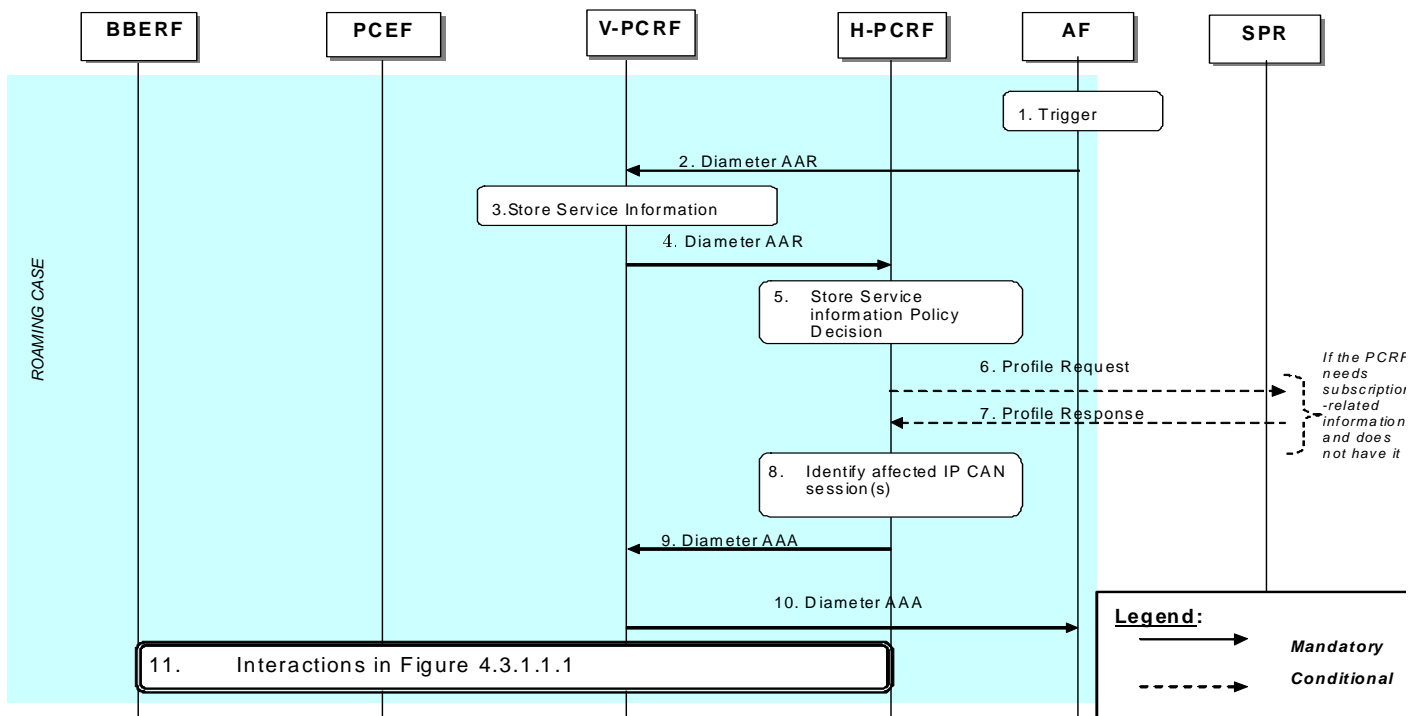 BBERF
PCEF
V-PCRF
H-PCRF
AF
SPR
1. Trigger
2. Diameter AAR
3.Store Service Information
4. Diameter AAR
ROAMING CASE
5. Store Service
information Policy
Decision
6. Profile Request
7. Profile Response
If the PCRF
needs
subscription
-related
information
and does
not have it
8. Identify affected IP CAN
session(s)
9. Diameter AAA
10. Diameter AAA
11. Interactions in Figure 4.3.1.1.1
Legend:
Mandatory
Conditional